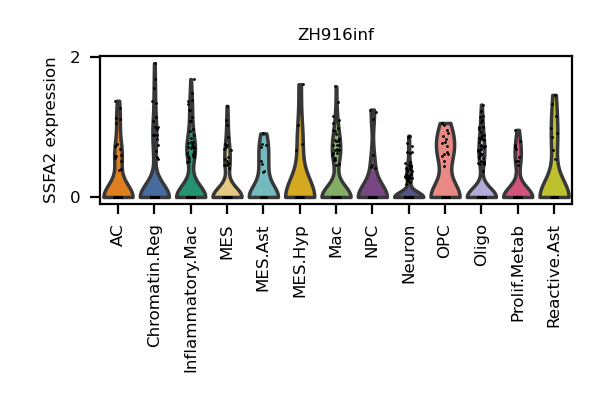 ZH916inf
SSFA2 expression
2
0
AC
Chromatin.Reg
Inflammatory.Mac
MES
MES.Ast
MES.Hyp
Mac
NPC
Neuron
OPC
Oligo
Prolif.Metab
Reactive.Ast